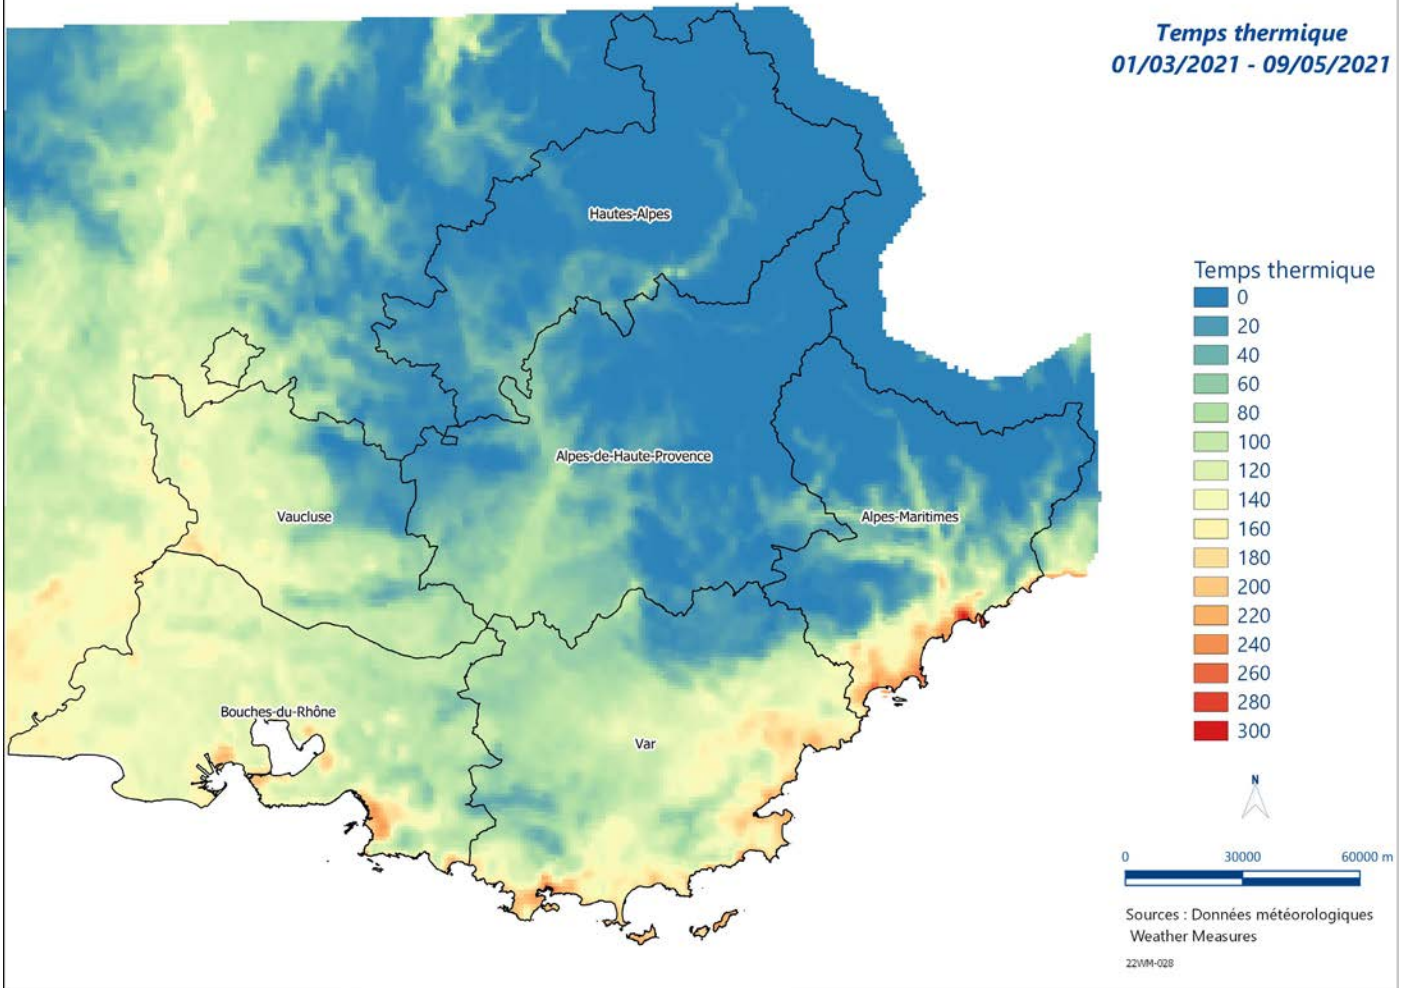 Temps thermique
01/03/2021 - 09/05/2021
Hautes-Alpes
Temps thermique
0
20
40
60
80
100
120
140
160
180
200
220
240
260
280
300
Alpes-de-Haute-Provence
Vaucluse
Alpes-Maritimes
Bouches-du-Rhône
Var
N
0 30000 60000 m
Sources : Données météorologiques
Weather Measures
22WM-028